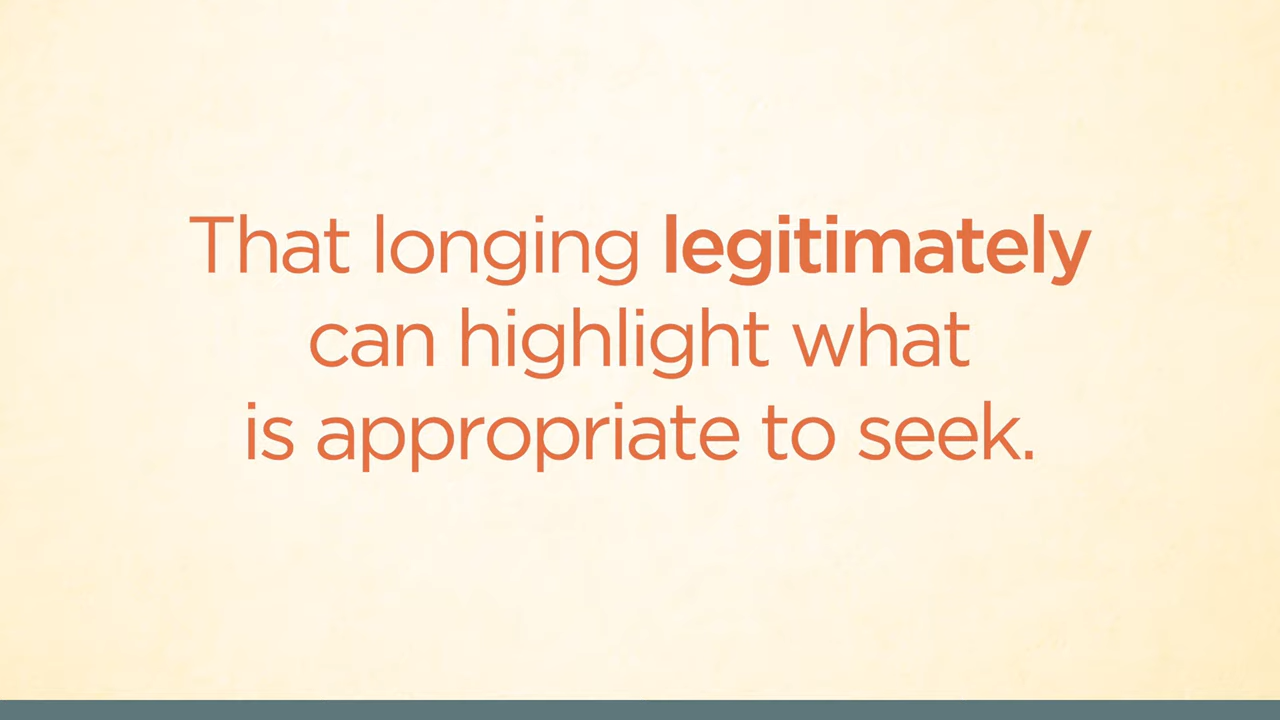 That longing legitimately
can highlight what
is appropriate to seek.